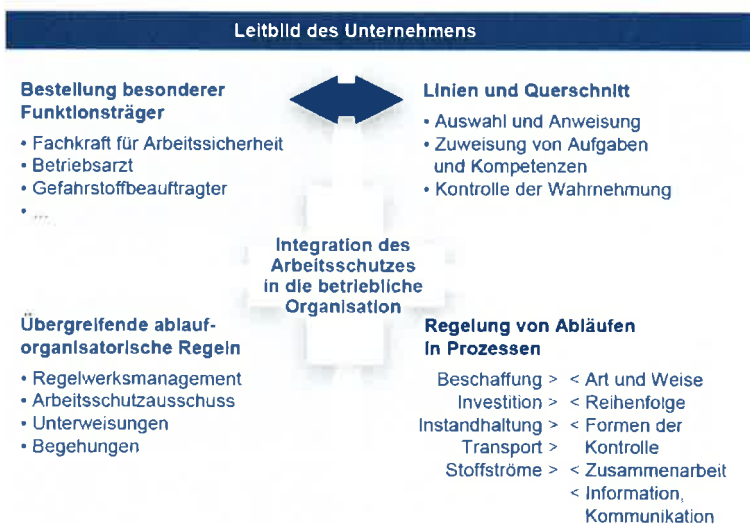 Leitbild des Unternehmens
Bestellung besonderer
Funktionsträger
• Fachkraft für Arbeitssicherheit
• Betriebsarzt
• Gefahrstoffbeauftragter
• ...
Linien und Querschnitt
• Auswahl und Anweisung
• Zuweisung von Aufgaben
und Kompetenzen
• Kontrolle der Wahrnehmung
Integration des
Arbeitsschutzes
in die betriebliche
Organisation
Übergreifende ablauf-
organisatorische Regeln
• Regelwerksmanagement
• Arbeitsschutzausschuss
• Unterweisungen
• Begehungen
Regelung von Abläufen
in Prozessen
Beschaffung > < Art und Weise
Investition > < Reihenfolge
Instandhaltung > < Formen der
Transport > Kontrolle
Stoffströme > < Zusammenarbeit
< Information,
Kommunikation